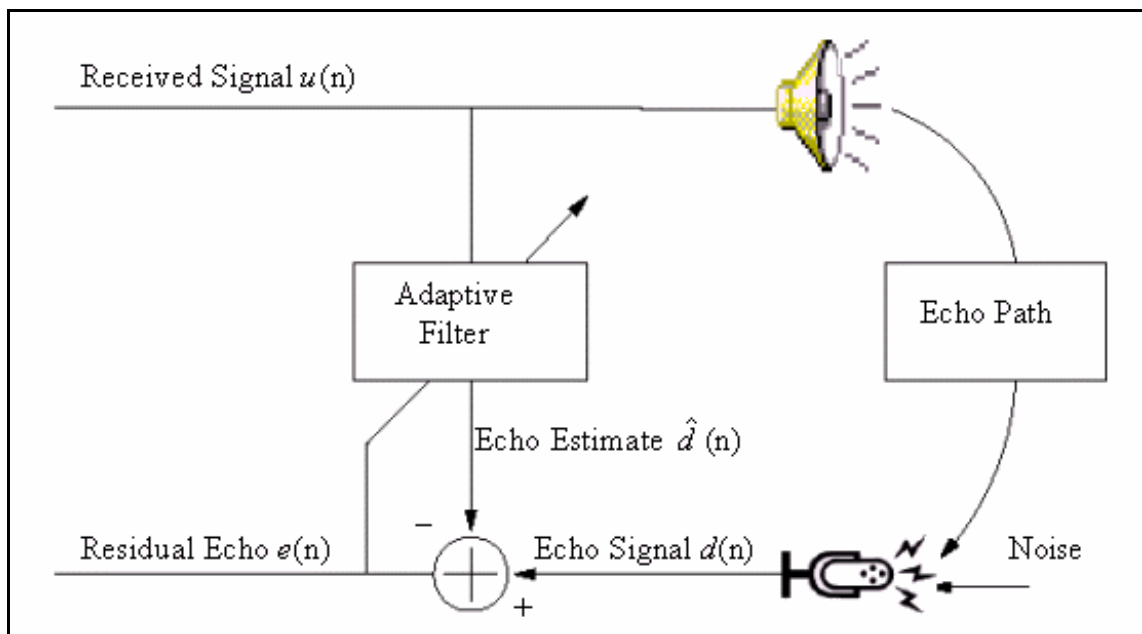 Received Signal u(n)
Adaptive
Filter
Echo Path
Echo Estimate d̂ (n)
−
Residual Echo e(n)
Echo Signal d(n)
Noise
+